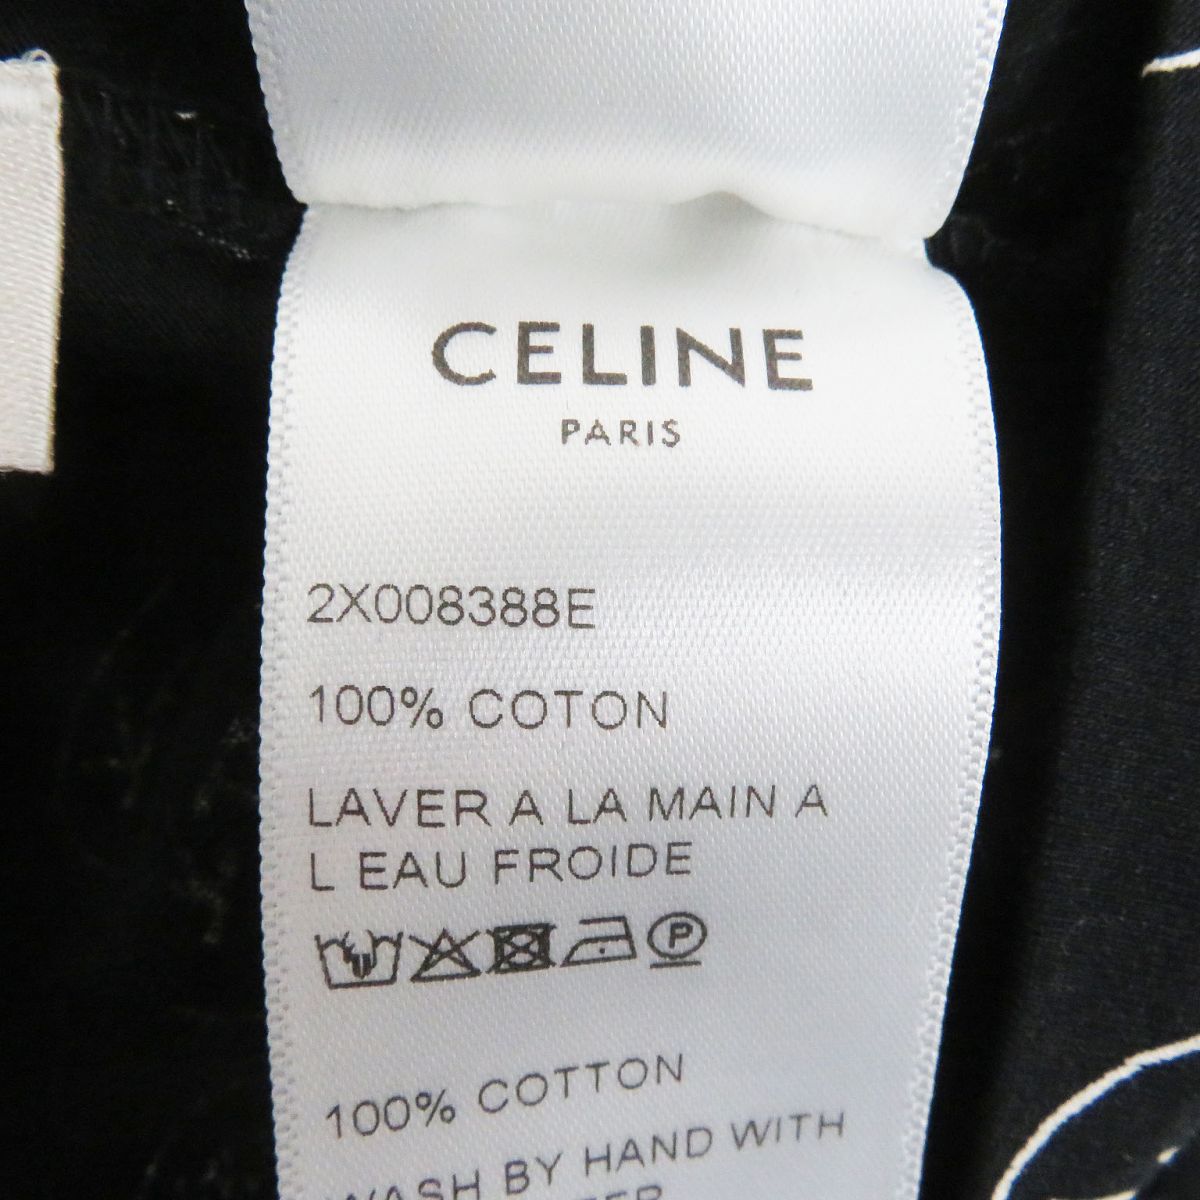 CELINE
PARIS
2X008388E
100% COTON
LAVER A LA MAIN A
L EAU FROIDE
P
100% COTTON
WASH BY HAND WITH